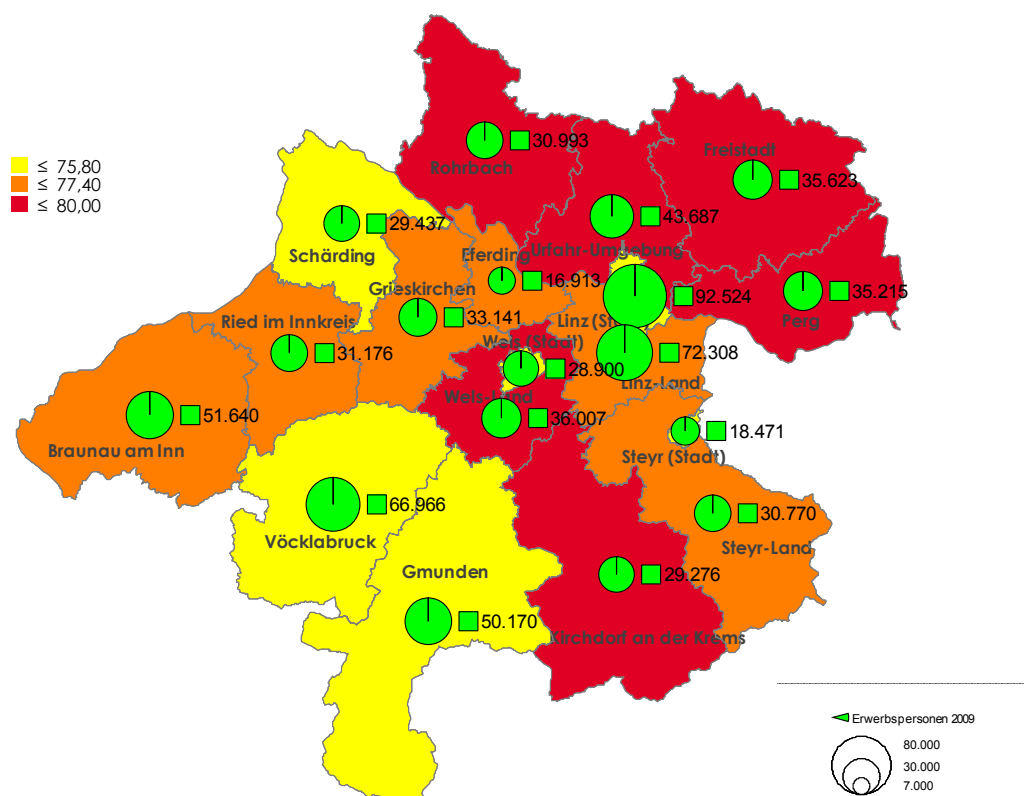 ≤ 75,80
≤ 77,40
≤ 80,00
Rohrbach
30.993
Freistadt
35.623
Schärding
29.437
Urfahr-Umgebung
43.687
Eferding
16.913
Linz (St
92.524
Perg
35.215
Grieskirchen
33.141
Ried im Innkreis
31.176
Wels (Stadt)
28.900
Linz-Land
72.308
Wels-Land
36.007
Braunau am Inn
51.640
Steyr (Stadt)
18.471
Vöcklabruck
66.966
Steyr-Land
30.770
Gmunden
50.170
Kirchdorf an der Krems
29.276
Erwerbspersonen 2009
80.000
30.000
7.000